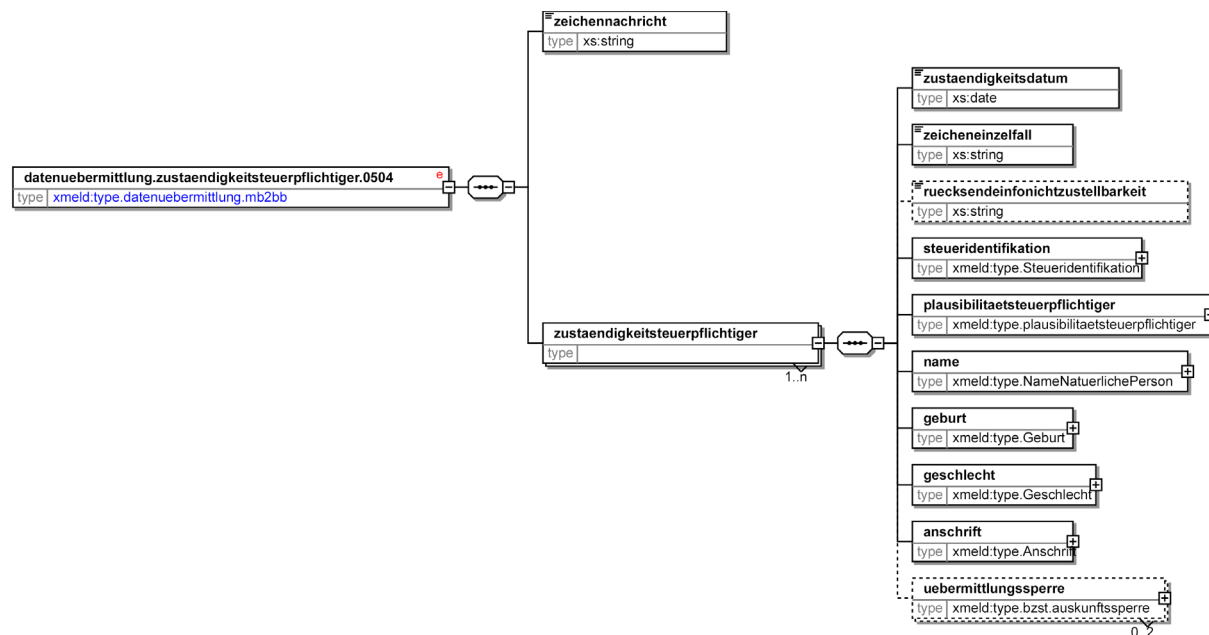 zeichennachricht
type xs:string
zustaendigkeitsdatum
type xs:date
zeicheneinzelfall
type xs:string
datenuebermittlung.zustaendigkeitsteuerpflichtiger.0504 e
type xmeld:type.datenuebermittlung.mb2bb
ruecksendeinfonichtzustellbarkeit
type xs:string
steueridentifikation
type xmeld:type.Steueridentifikation
plausibilitaetsteuerpflichtiger
type xmeld:type.plausibilitaetsteuerpflichtiger
zustaendigkeitsteuerpflichtiger
type
1..n
name
type xmeld:type.NameNatuerlichePerson
geburt
type xmeld:type.Geburt
geschlecht
type xmeld:type.Geschlecht
anschrift
type xmeld:type.Anschrift
uebermittlungssperre
type xmeld:type.bzst.auskunftssperre
0..2